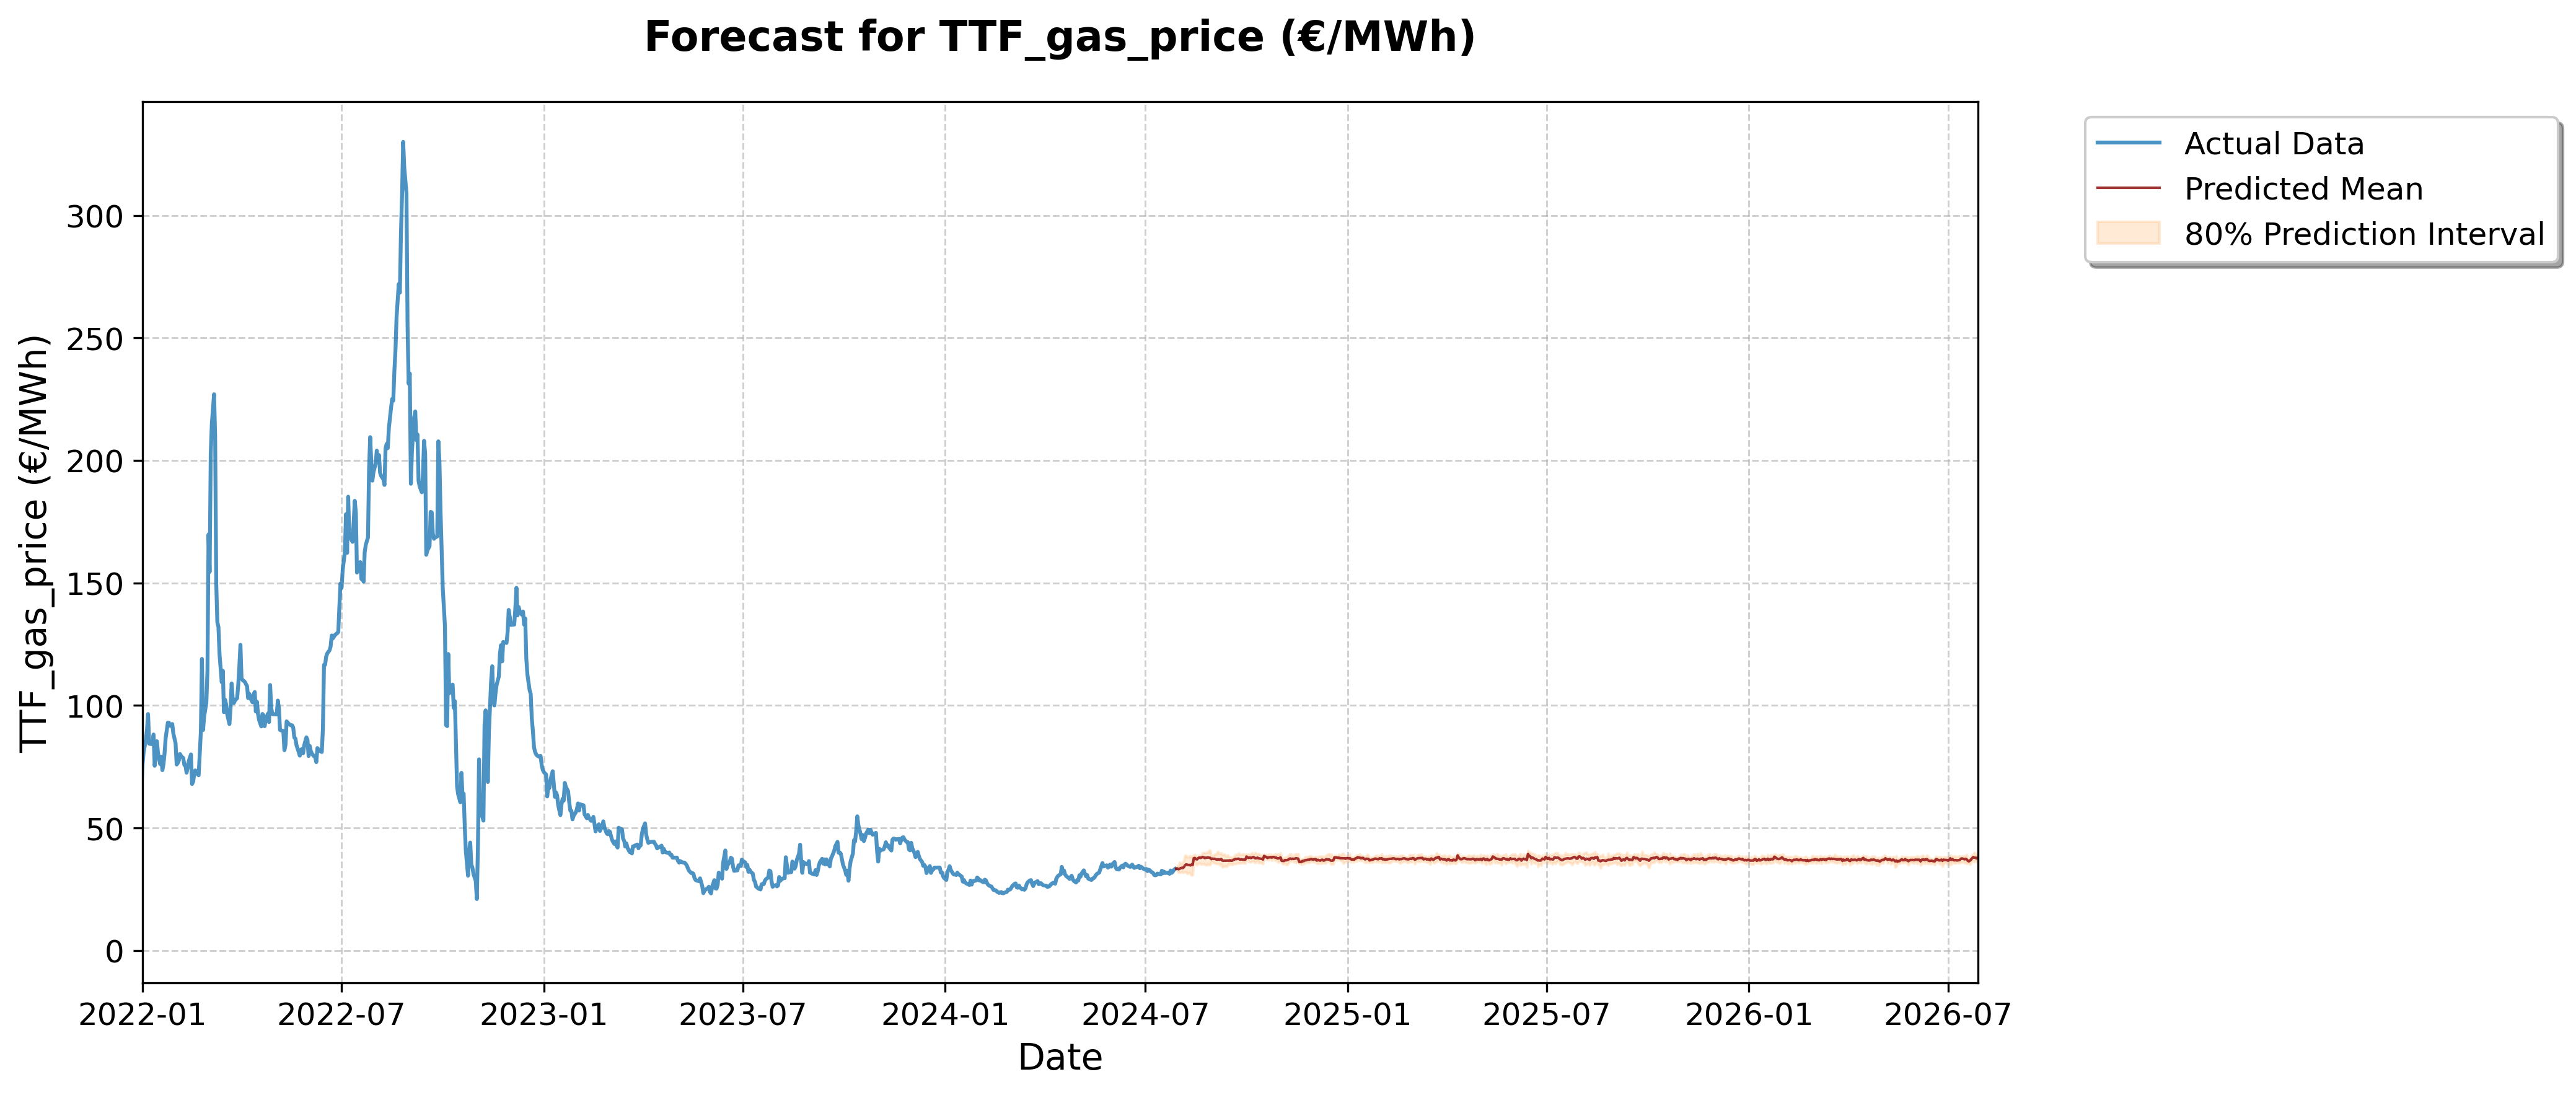 Forecast for TTF_gas_price (€/MWh)
Actual Data
Predicted Mean
80% Prediction Interval
TTF_gas_price (€/MWh)
300
250
200
150
100
50
0
2022-01 2022-07 2023-01 2023-07 2024-01 2024-07 2025-01 2025-07 2026-01 2026-07
Date